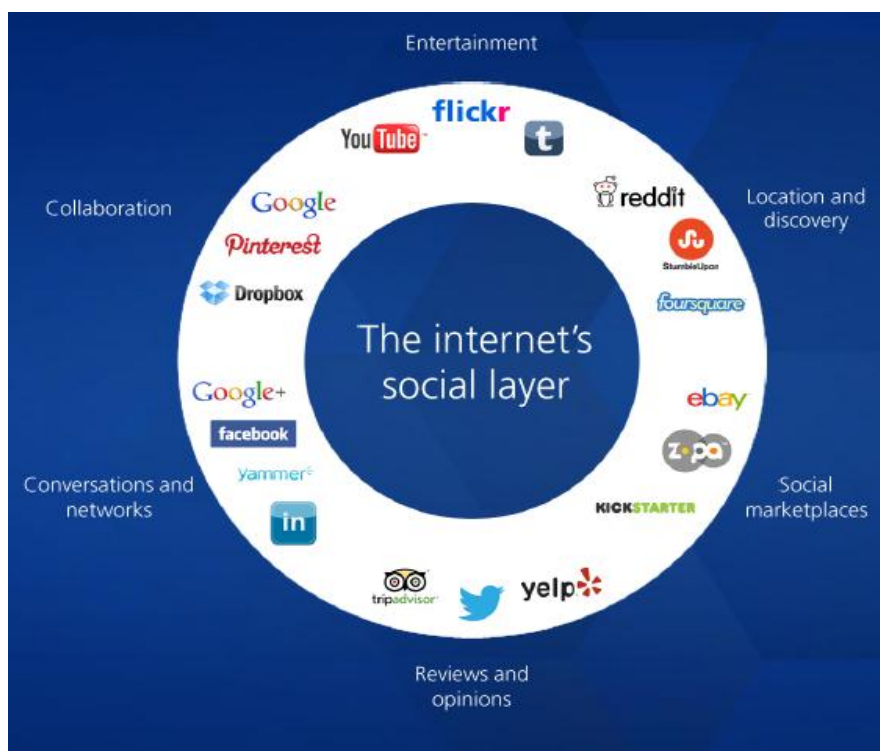 Entertainment
flickr
YouTube
t
reddit
Location and
discovery
StumbleUpon
foursquare
ebay
zopa
KICKSTARTER
Social
marketplaces
yelp
tripadvisor
Reviews and
opinions
in
yammer
facebook
Google+
Conversations and
networks
Dropbox
Pinterest
Google
Collaboration
The internet's
social layer